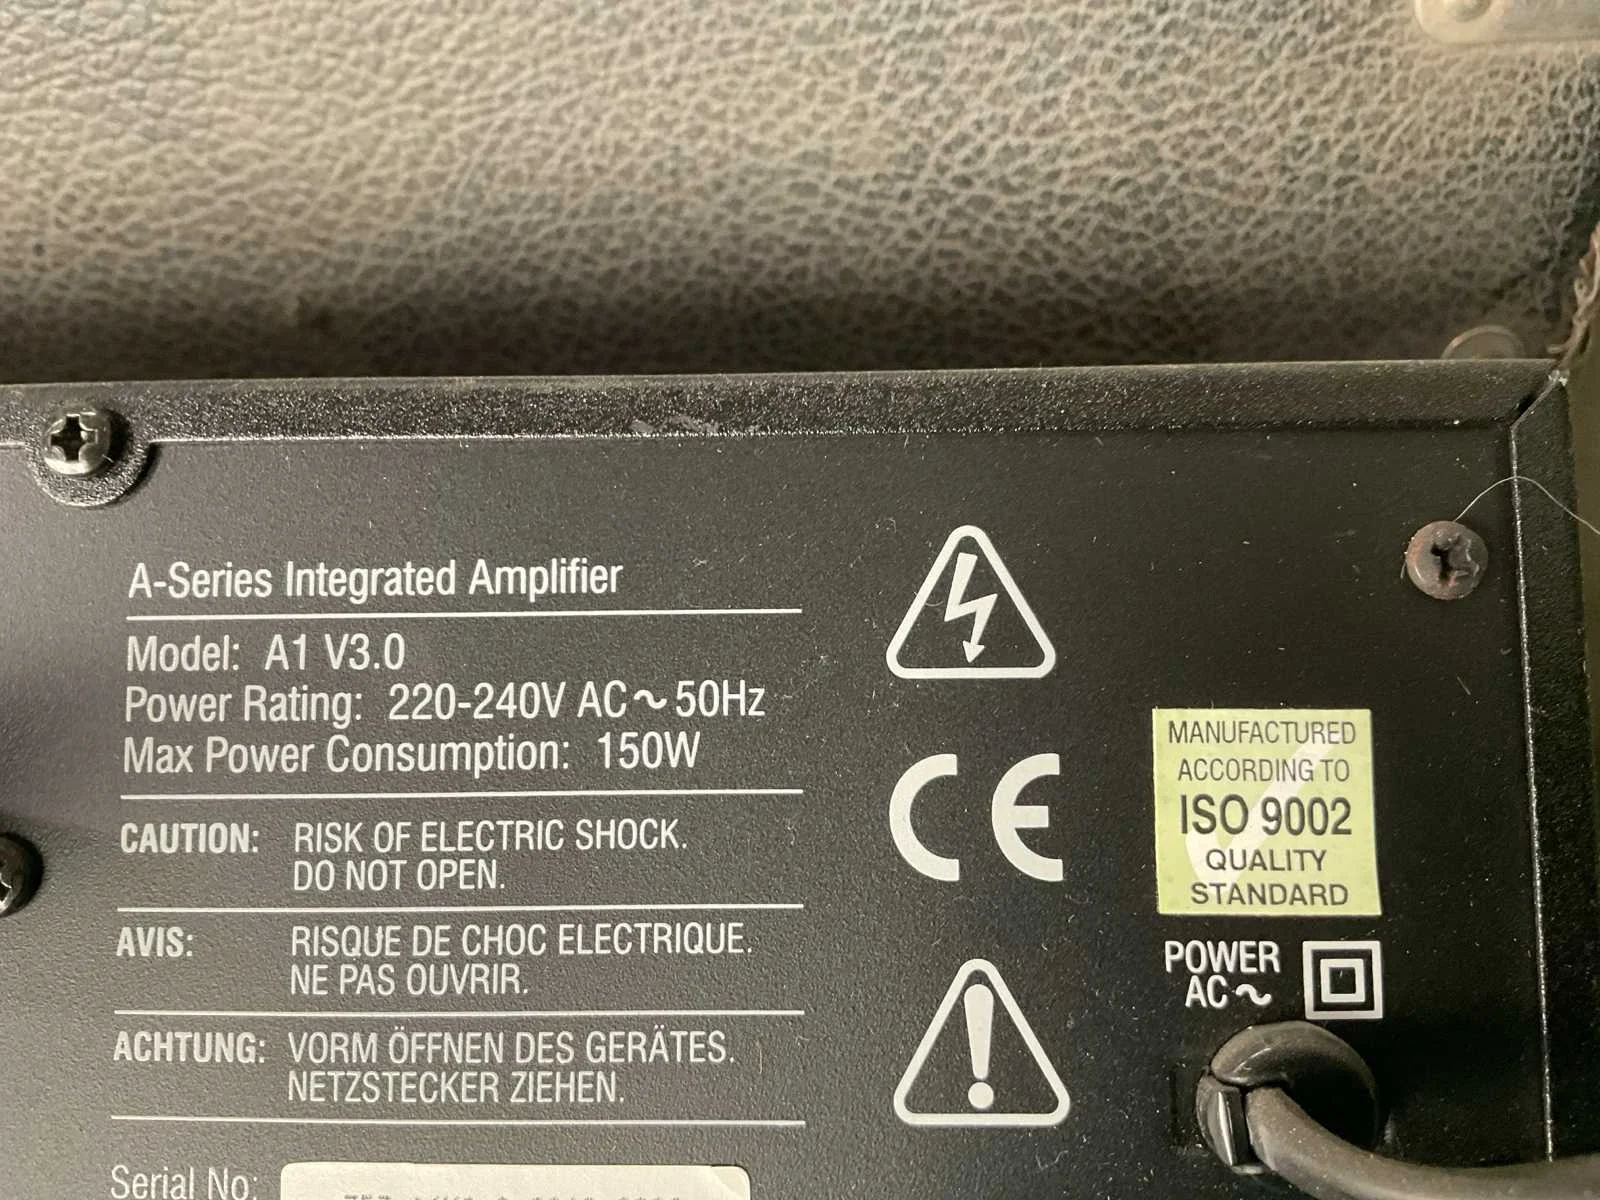 A-Series Integrated Amplifier
Model: A1 V3.0
Power Rating: 220-240V AC~50Hz
Max Power Consumption: 150W
CAUTION: RISK OF ELECTRIC SHOCK.
DO NOT OPEN.
AVIS: RISQUE DE CHOC ELECTRIQUE.
NE PAS OUVRIR.
ACHTUNG: VORM ÖFFNEN DES GERÄTES.
NETZSTECKER ZIEHEN.
Serial No:
CE
MANUFACTURED
ACCORDING TO
ISO 9002
QUALITY
STANDARD
POWER
AC~